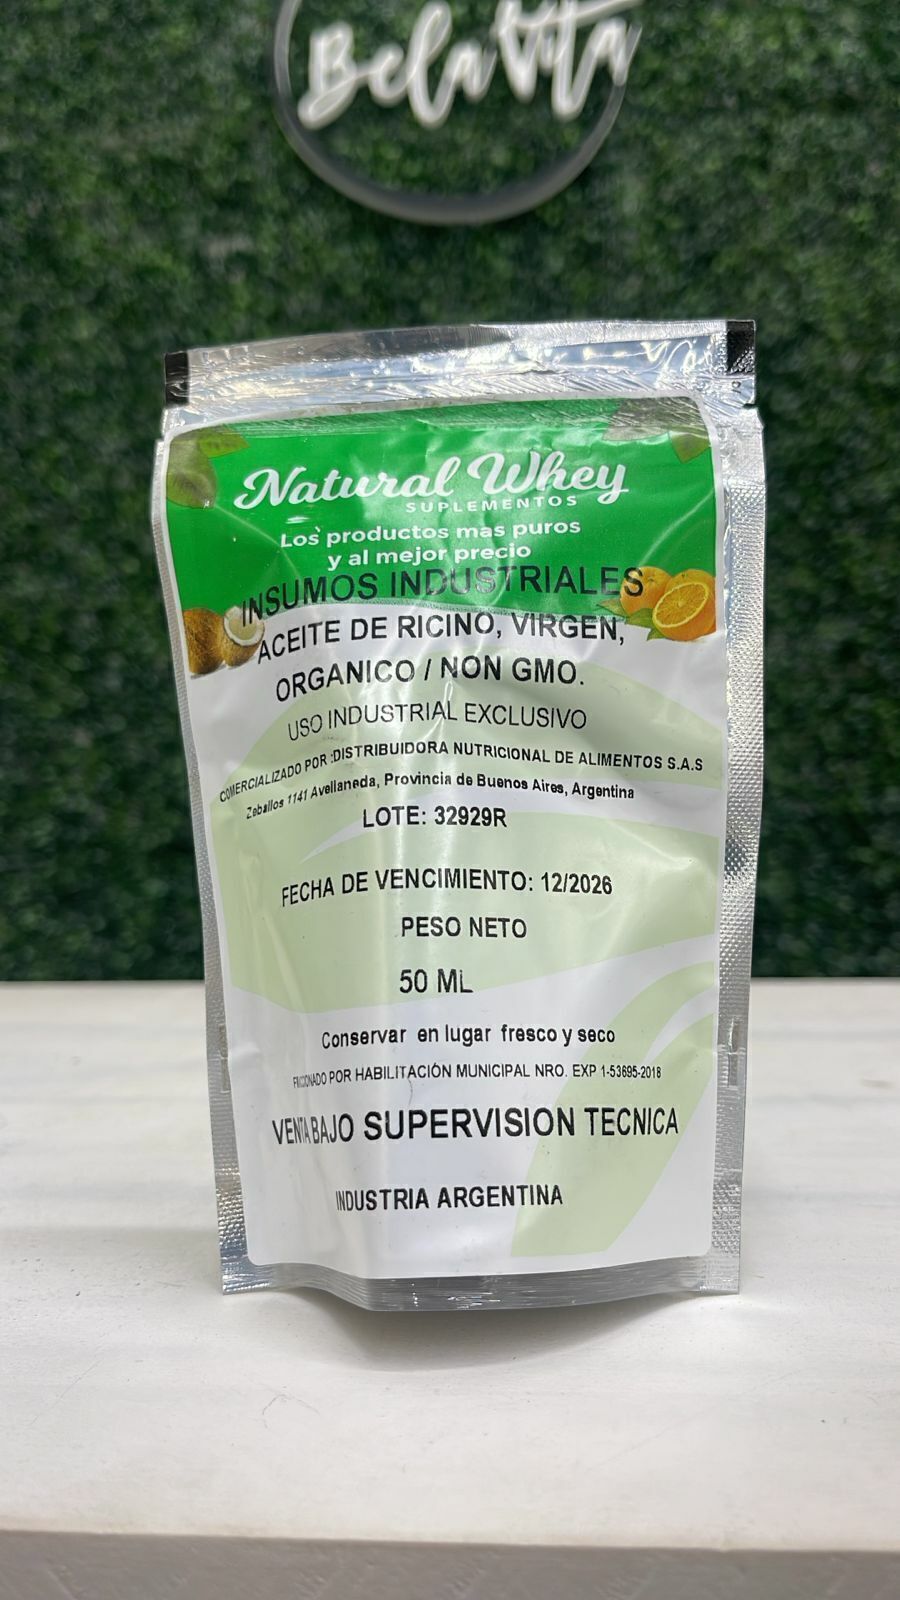 Bela Vita
Natural Whey
SUPLEMENTOS
Los productos mas puros
y al mejor precio
INSUMOS INDUSTRIALES
ACEITE DE RICINO, VIRGEN,
ORGANICO / NON GMO.
USO INDUSTRIAL EXCLUSIVO
COMERCIALIZADO POR :DISTRIBUIDORA NUTRICIONAL DE ALIMENTOS S.A.S
Zeballos 1141 Avellaneda, Provincia de Buenos Aires, Argentina
LOTE: 32929R
FECHA DE VENCIMIENTO: 12/2026
PESO NETO
50 ML
Conservar en lugar fresco y seco
POR HABILITACIÓN MUNICIPAL NRO. EXP 1-53695-2018
VENTA BAJO SUPERVISION TECNICA
INDUSTRIA ARGENTINA